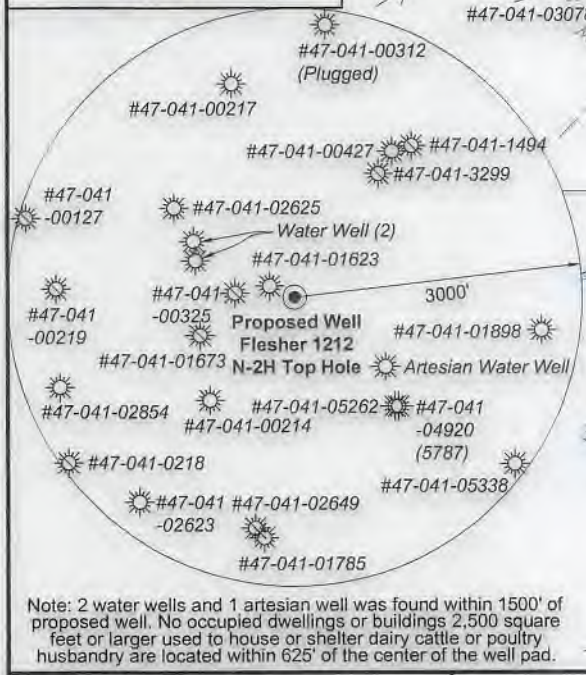 #47-041-0307
#47-041-00312
(Plugged)
#47-041-00217
#47-041-00427
#47-041-1494
#47-041-3299
#47-041
-00127
#47-041-02625
Water Well (2)
#47-041-01623
#47-041
-00219
#47-041
-00325
3000'
Proposed Well
Flesher 1212
N-2H Top Hole
#47-041-01898
#47-041-01673
Artesian Water Well
#47-041-02854
#47-041-00214
#47-041-05262
#47-041
-04920
(5787)
#47-041-0218
#47-041-05338
#47-041
-02623
#47-041-02649
#47-041-01785
Note: 2 water wells and 1 artesian well was found within 1500' of
proposed well. No occupied dwellings or buildings 2,500 square
feet or larger used to house or shelter dairy cattle or poultry
husbandry are located within 625' of the center of the well pad.